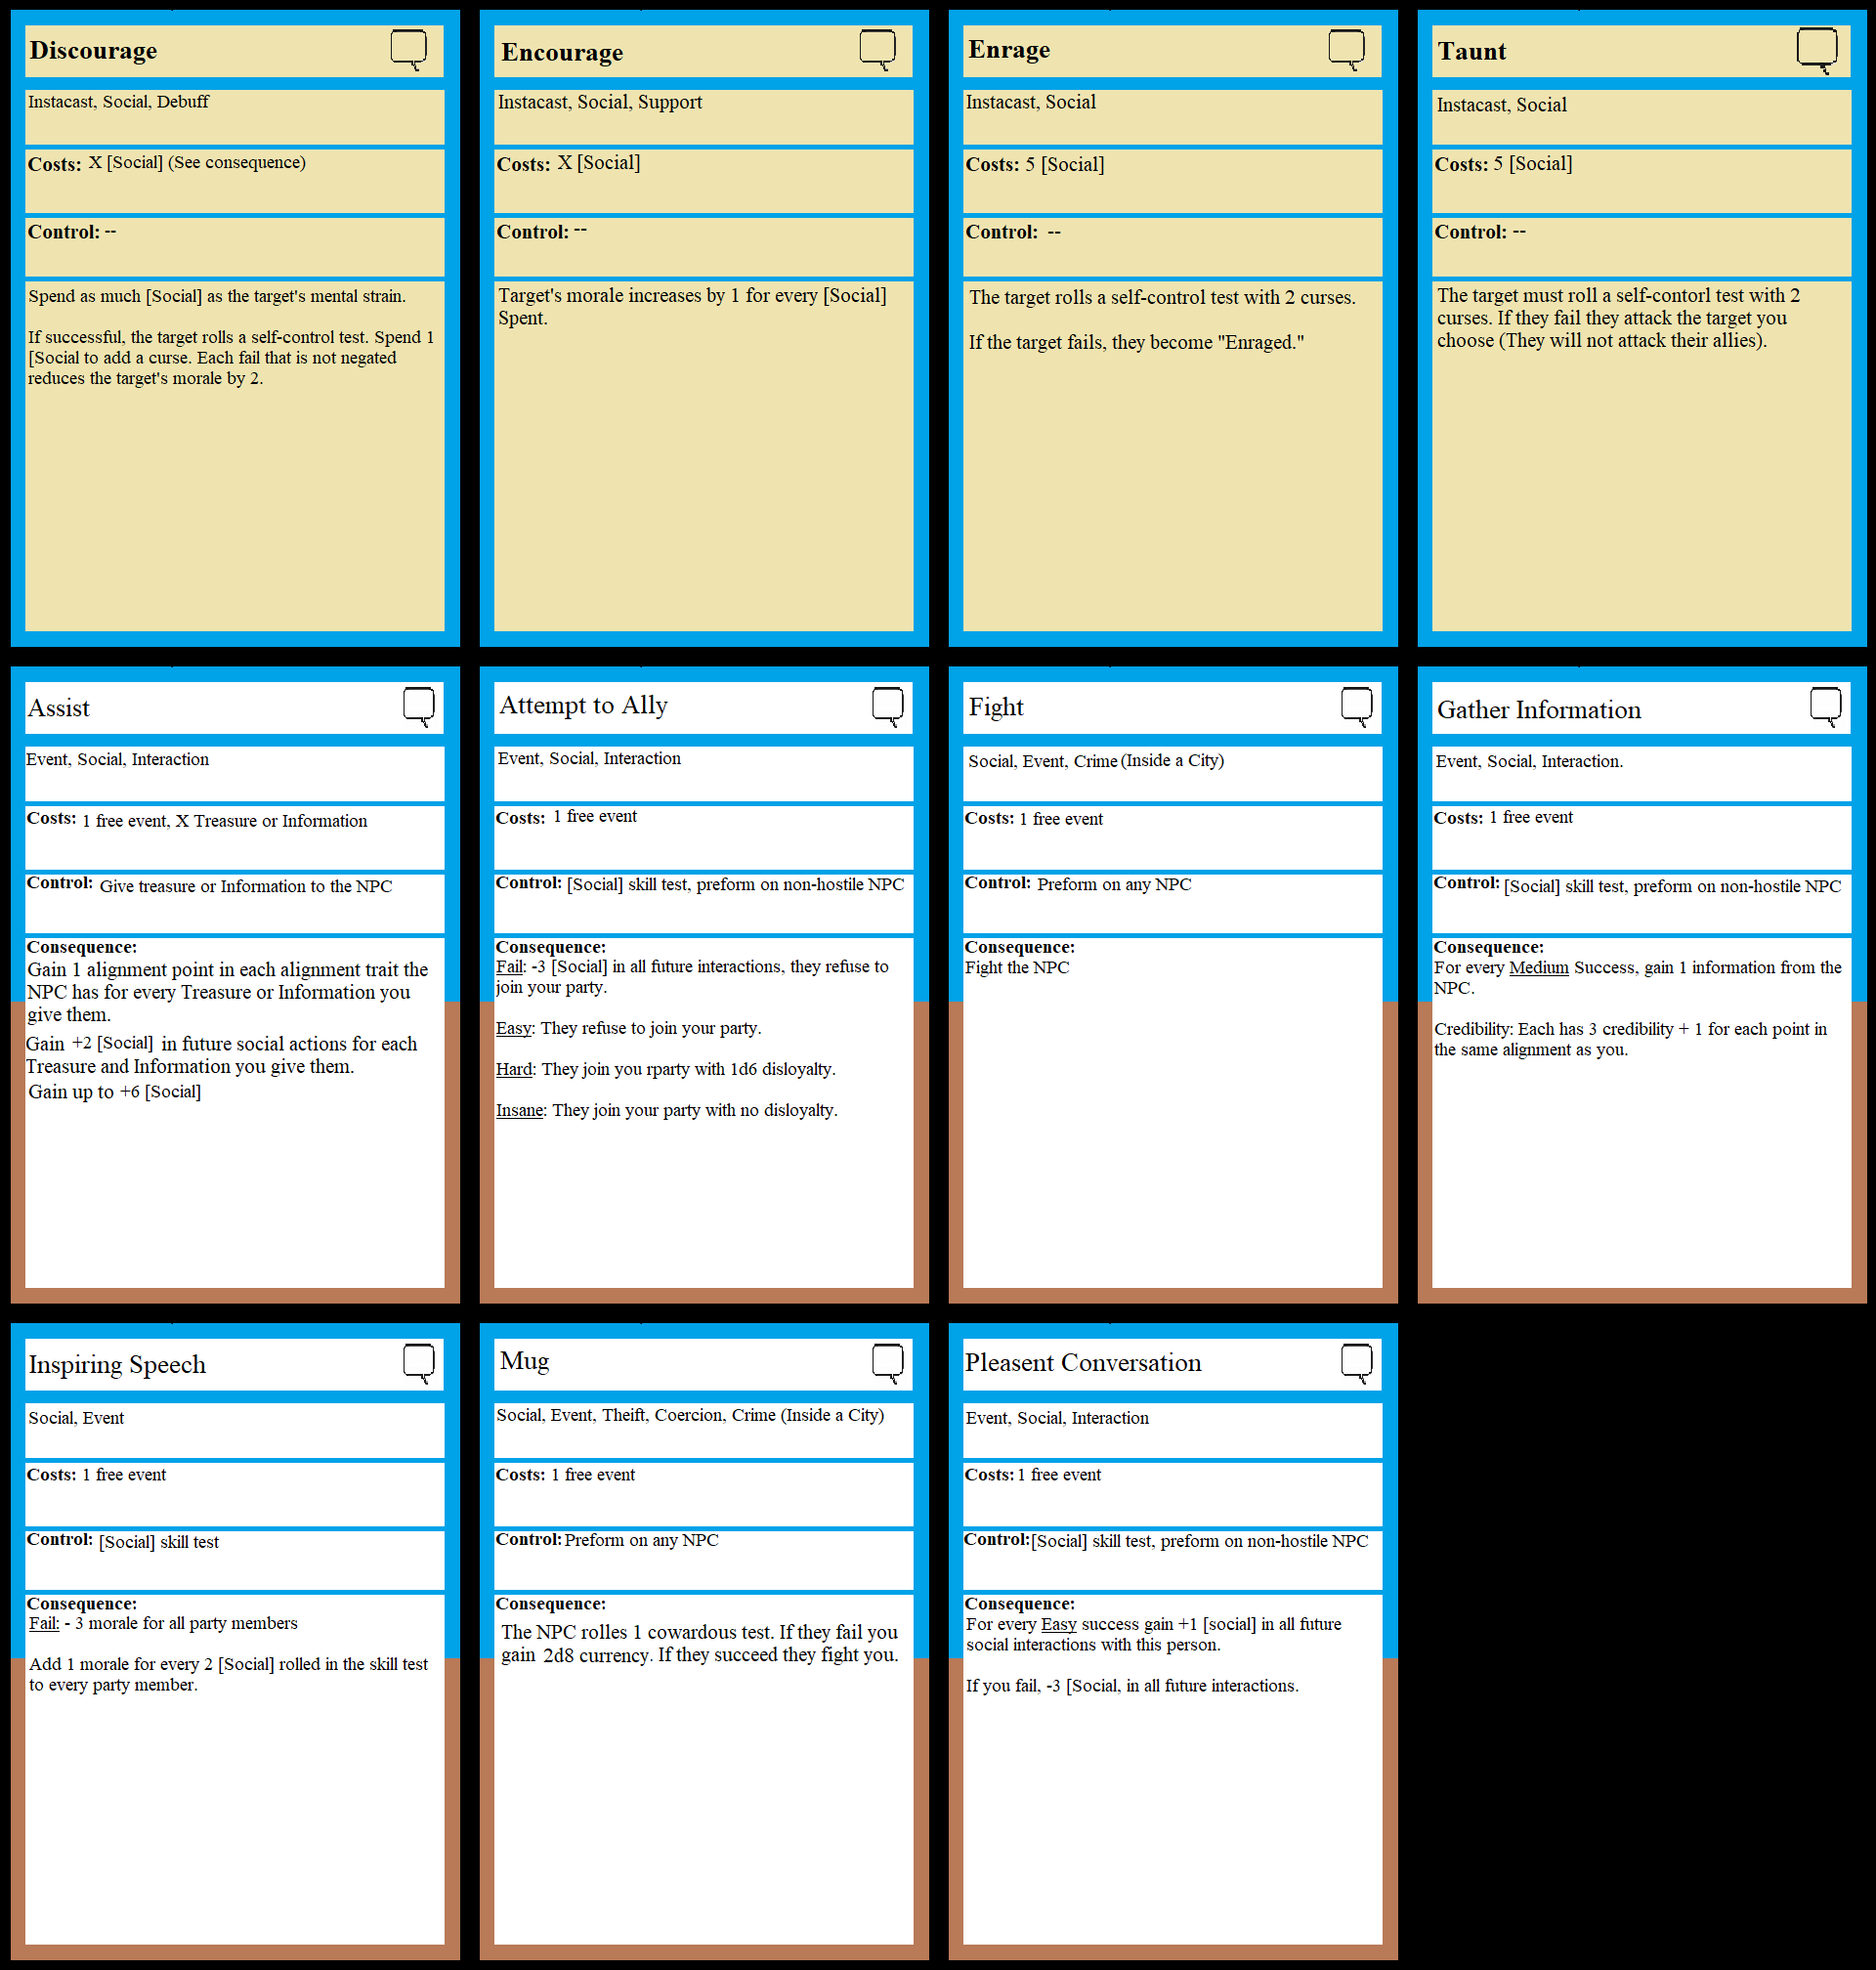 Discourage
Instacast, Social, Debuff
Costs: X [Social] (See consequence)
Control: --
Spend as much [Social] as the target's mental strain.
If successful, the target rolls a self-control test. Spend 1
[Social to add a curse. Each fail that is not negated
reduces the target's morale by 2.
Encourage
Instacast, Social, Support
Costs: X [Social]
Control: --
Target's morale increases by 1 for every [Social]
Spent.
Enrage
Instacast, Social
Costs: 5 [Social]
Control: --
The target rolls a self-control test with 2 curses.
If the target fails, they become "Enraged."
Taunt
Instacast, Social
Costs: 5 [Social]
Control: --
The target must roll a self-contorl test with 2
curses. If they fail they attack the target you
choose (They will not attack their allies).
Assist
Event, Social, Interaction
Costs: 1 free event, X Treasure or Information
Control: Give treasure or Information to the NPC
Consequence:
Gain 1 alignment point in each alignment trait the
NPC has for every Treasure or Information you
give them.
Gain +2 [Social] in future social actions for each
Treasure and Information you give them.
Gain up to +6 [Social]
Attempt to Ally
Event, Social, Interaction
Costs: 1 free event
Control: [Social] skill test, preform on non-hostile NPC
Consequence:
Fail: -3 [Social] in all future interactions, they refuse to
join your party.
Easy: They refuse to join your party.
Hard: They join you rparty with 1d6 disloyalty.
Insane: They join your party with no disloyalty.
Fight
Social, Event, Crime (Inside a City)
Costs: 1 free event
Control: Preform on any NPC
Consequence:
Fight the NPC
Gather Information
Event, Social, Interaction.
Costs: 1 free event
Control: [Social] skill test, preform on non-hostile NPC
Consequence:
For every Medium Success, gain 1 information from the
NPC.
Credibility: Each has 3 credibility + 1 for each point in
the same alignment as you.
Inspiring Speech
Social, Event
Costs: 1 free event
Control: [Social] skill test
Consequence:
Fail: - 3 morale for all party members
Add 1 morale for every 2 [Social] rolled in the skill test
to every party member.
Mug
Social, Event, Theift, Coercion, Crime (Inside a City)
Costs: 1 free event
Control: Preform on any NPC
Consequence:
The NPC rolles 1 cowardous test. If they fail you
gain 2d8 currency. If they succeed they fight you.
Pleasent Conversation
Event, Social, Interaction
Costs: 1 free event
Control: [Social] skill test, preform on non-hostile NPC
Consequence:
For every Easy success gain +1 [social] in all future
social interactions with this person.
If you fail, -3 [Social, in all future interactions.